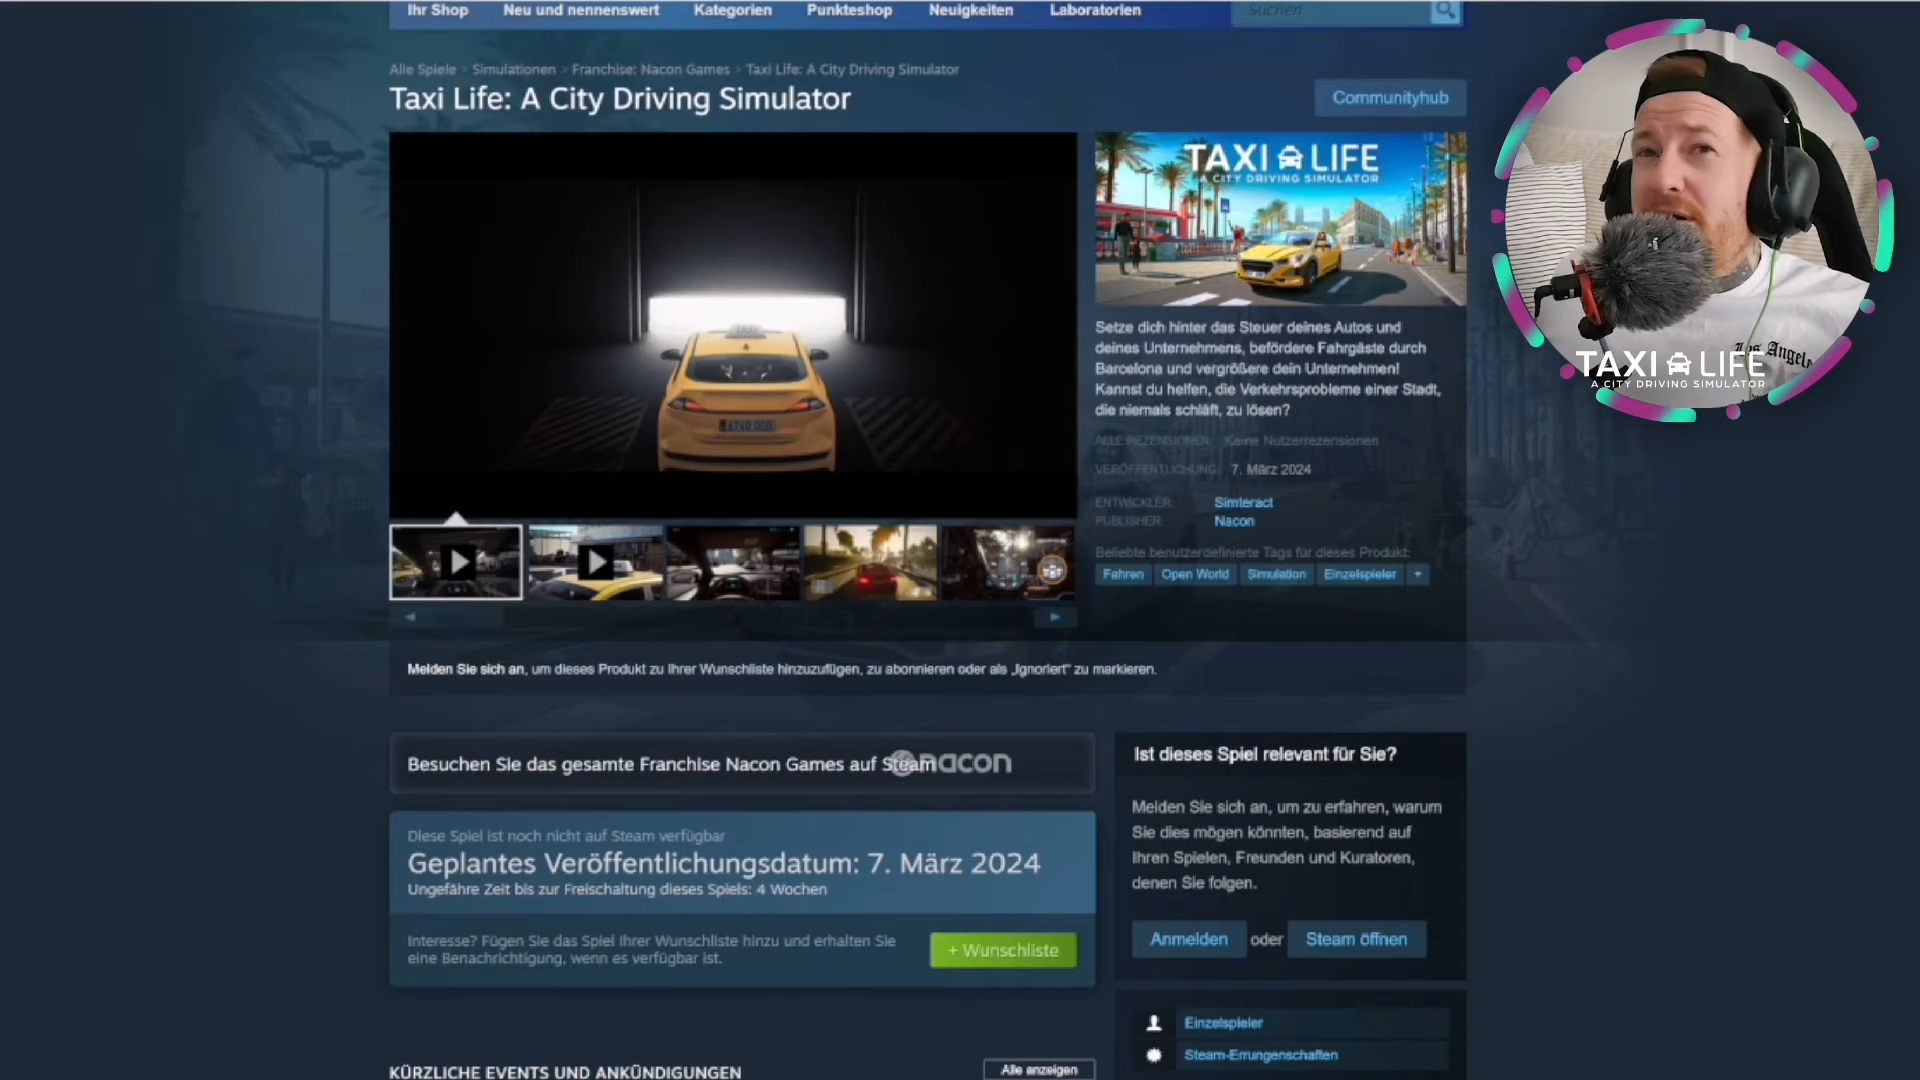 Ihr Shop Neu und nennenswert Kategorien Punkteshop Neuigkeiten Laboratorien Suchen
Alle Spiele > Simulationen > Franchise: Nacon Games > Taxi Life: A City Driving Simulator
Taxi Life: A City Driving Simulator
Communityhub
TAXI LIFE
A CITY DRIVING SIMULATOR
TAXI
Setze dich hinter das Steuer deines Autos und
deines Unternehmens, befördere Fahrgäste durch
Barcelona und vergrößere dein Unternehmen!
Kannst du helfen, die Verkehrsprobleme einer Stadt,
die niemals schläft, zu lösen?
ALLE REZENSIONEN: Keine Nutzerrezensionen
VERÖFFENTLICHUNG: 7. März 2024
ENTWICKLER: Simteract
PUBLISHER: Nacon
Beliebte benutzerdefinierte Tags für dieses Produkt:
Fahren Open World Simulation Einzelspieler +
Los Angeles
TAXI LIFE
A CITY DRIVING SIMULATOR
Melden Sie sich an, um dieses Produkt zu Ihrer Wunschliste hinzuzufügen, zu abonnieren oder als „Ignoriert“ zu markieren.
Besuchen Sie das gesamte Franchise Nacon Games auf Steam
nacon
Diese Spiel ist noch nicht auf Steam verfügbar
Geplantes Veröffentlichungsdatum: 7. März 2024
Ungefähre Zeit bis zur Freischaltung dieses Spiels: 4 Wochen
Interesse? Fügen Sie das Spiel Ihrer Wunschliste hinzu und erhalten Sie
eine Benachrichtigung, wenn es verfügbar ist.
+ Wunschliste
Ist dieses Spiel relevant für Sie?
Melden Sie sich an, um zu erfahren, warum
Sie dies mögen könnten, basierend auf
Ihren Spielen, Freunden und Kuratoren,
denen Sie folgen.
Anmelden oder Steam öffnen
Einzelspieler
Steam-Errungenschaften
KÜRZLICHE EVENTS UND ANKÜNDIGUNGEN
Alle anzeigen